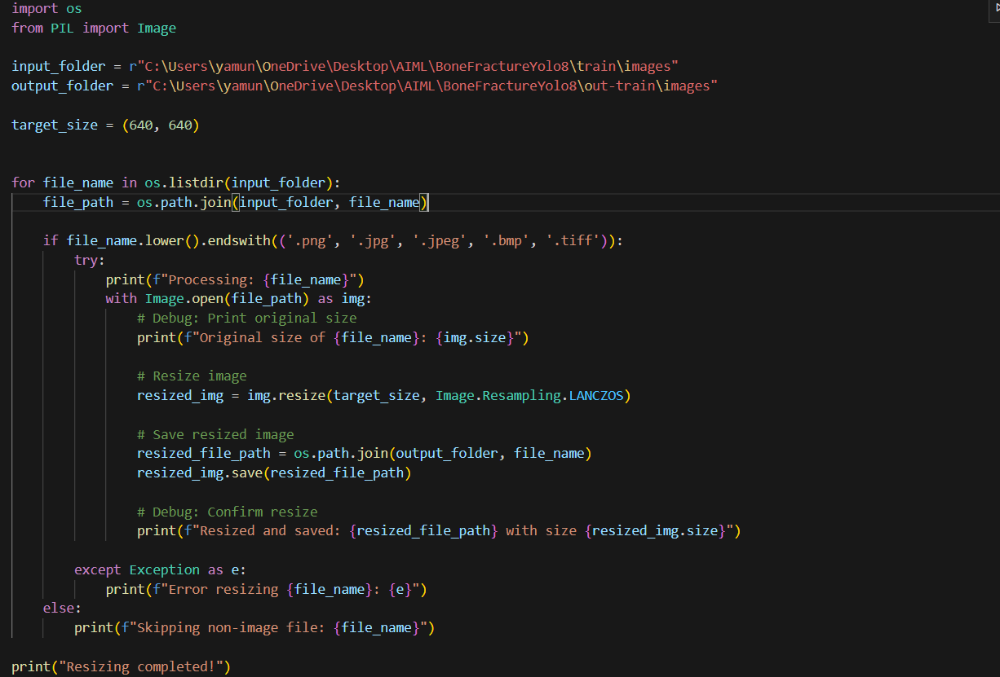 import os
from PIL import Image
input_folder = r"C:\Users\yamun\OneDrive\Desktop\AIML\BoneFractureYolo8\train\images"
output_folder = r"C:\Users\yamun\OneDrive\Desktop\AIML\BoneFractureYolo8\out-train\images"
target_size = (640, 640)
for file_name in os.listdir(input_folder):
    file_path = os.path.join(input_folder, file_name)
    if file_name.lower().endswith(('.png', '.jpg', '.jpeg', '.bmp', '.tiff')):
        try:
            print(f"Processing: {file_name}")
            with Image.open(file_path) as img:
                # Debug: Print original size
                print(f"Original size of {file_name}: {img.size}")
                # Resize image
                resized_img = img.resize(target_size, Image.Resampling.LANCZOS)
                # Save resized image
                resized_file_path = os.path.join(output_folder, file_name)
                resized_img.save(resized_file_path)
                # Debug: Confirm resize
                print(f"Resized and saved: {resized_file_path} with size {resized_img.size}")
        except Exception as e:
            print(f"Error resizing {file_name}: {e}")
    else:
        print(f"Skipping non-image file: {file_name}")
print("Resizing completed!")